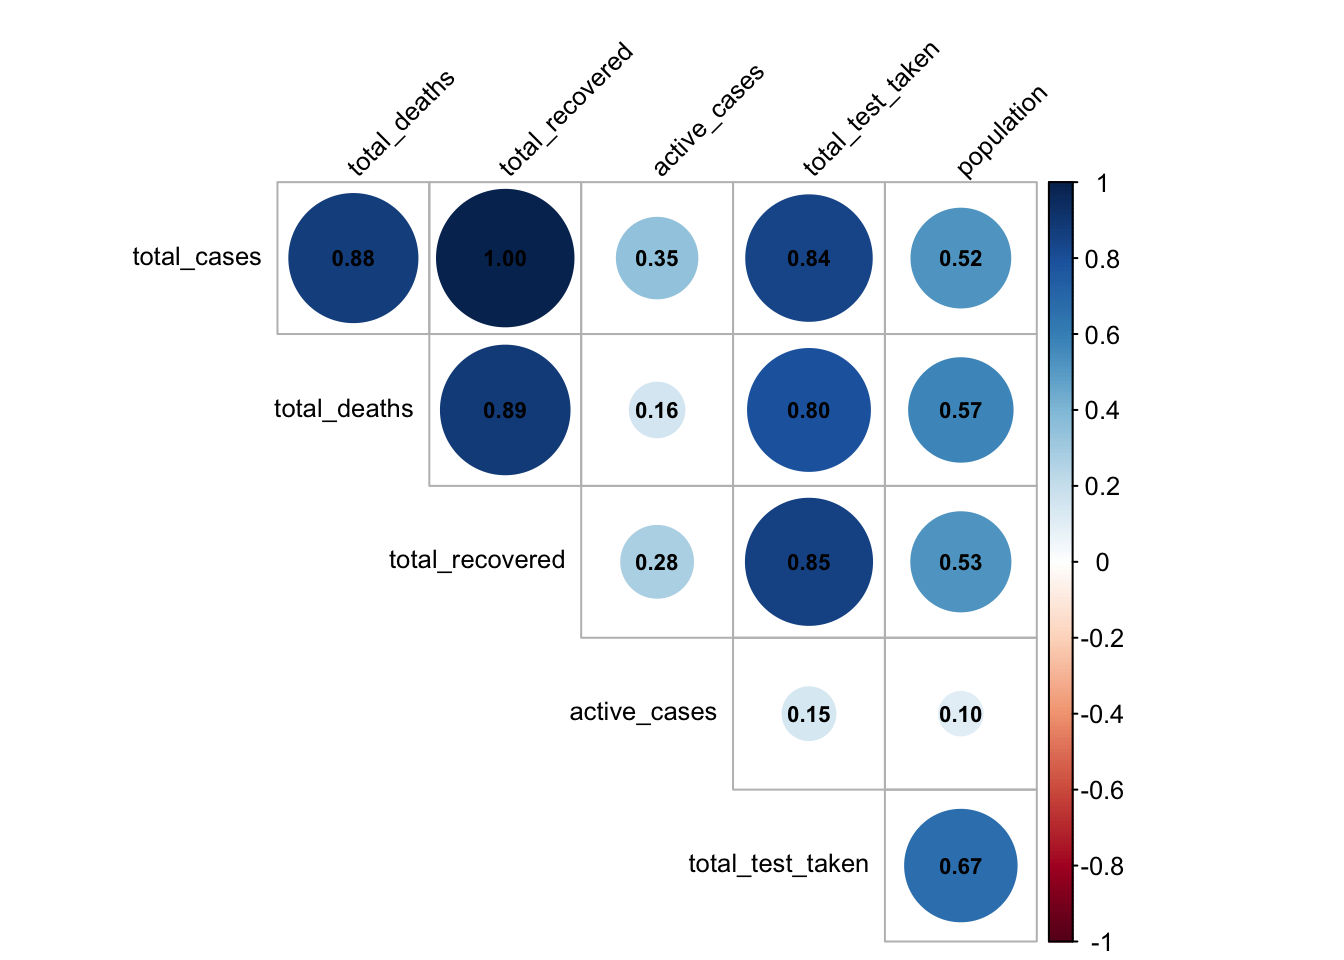 total_deaths
total_recovered
active_cases
total_test_taken
population
total_cases 0.88 1.00 0.35 0.84 0.52
total_deaths 0.89 0.16 0.80 0.57
total_recovered 0.28 0.85 0.53
active_cases 0.15 0.10
total_test_taken 0.67
1
0.8
0.6
0.4
0.2
0
-0.2
-0.4
-0.6
-0.8
-1